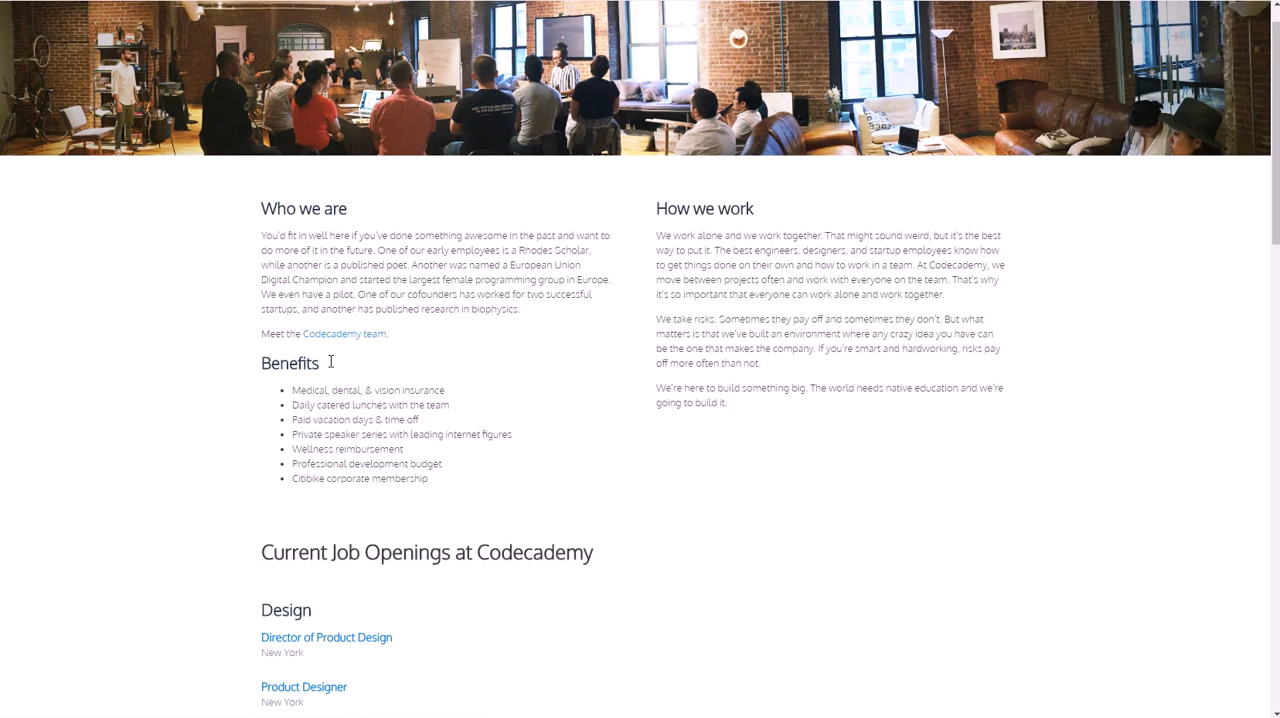 Who we are
You'd fit in well here if you've done something awesome in the past and want to
do more of it in the future. One of our early employees is a Rhodes Scholar,
while another is a published poet. Another was named a European Union
Digital Champion and started the largest female programming group in Europe.
We even have a pilot. One of our cofounders has worked for two successful
startups, and another has published research in biophysics.
Meet the Codecademy team.
Benefits
• Medical, dental, & vision insurance
• Daily catered lunches with the team
• Paid vacation days & time off
• Private speaker series with leading internet figures
• Wellness reimbursement
• Professional development budget
• Citibike corporate membership
How we work
We work alone and we work together. That might sound weird, but it's the best
way to put it. The best engineers, designers, and startup employees know how
to get things done on their own and how to work in a team. At Codecademy, we
move between projects often and work with everyone on the team. That's why
it's so important that everyone can work alone and work together.
We take risks. Sometimes they pay off and sometimes they don't. But what
matters is that we've built an environment where any crazy idea you have can
be the one that makes the company. If you're smart and hardworking, risks pay
off more often than not.
We're here to build something big. The world needs native education and we're
going to build it.
Current Job Openings at Codecademy
Design
Director of Product Design
New York
Product Designer
New York